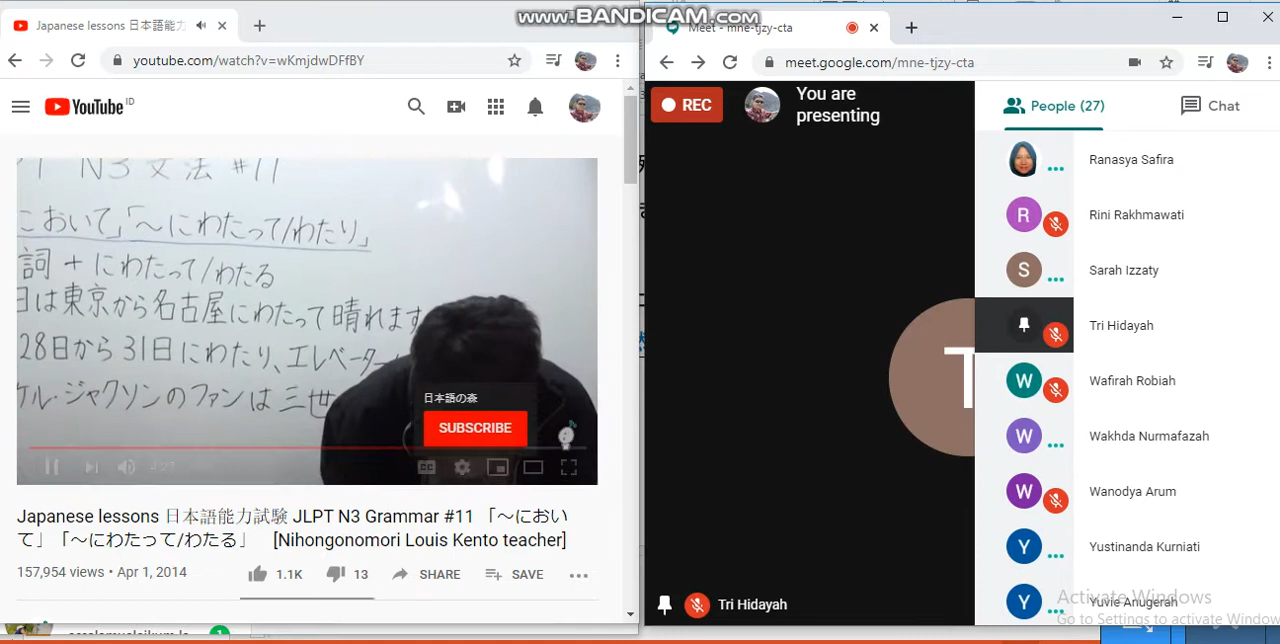 www.BANDICAM.com
Japanese lessons 日本語能力
youtube.com/watch?v=wKmjdwDFfBY
YouTube ID
N3 文法 #11
において」「～にわたって/わたり」
詞 + にわたって/わたる
日は東京から名古屋にわたって晴れます
28日から31日にわたり、エレベーター
ケル・ジャクソンのファンは三世
日本語の森
SUBSCRIBE
CC
Japanese lessons 日本語能力試験 JLPT N3 Grammar #11 「～におい
て」「～にわたって/わたる」 [Nihongonomori Louis Kento teacher]
157,954 views • Apr 1, 2014
1.1K
13
SHARE
SAVE
Meet - mne-tjzy-cta
meet.google.com/mne-tjzy-cta
REC
You are
presenting
People (27)
Chat
Ranasya Safira
R
Rini Rakhmawati
S
Sarah Izzaty
Tri Hidayah
W
Wafirah Robiah
W
Wakhda Nurmafazah
W
Wanodya Arum
Y
Yustinanda Kurniati
Y
Yuvie Anugerah
T
Tri Hidayah
Activate Windows
Go to Settings to activate Window